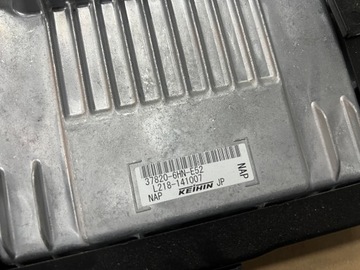 37820-6HN-E52
L218-141007
NAP KEIHIN JP
NAP